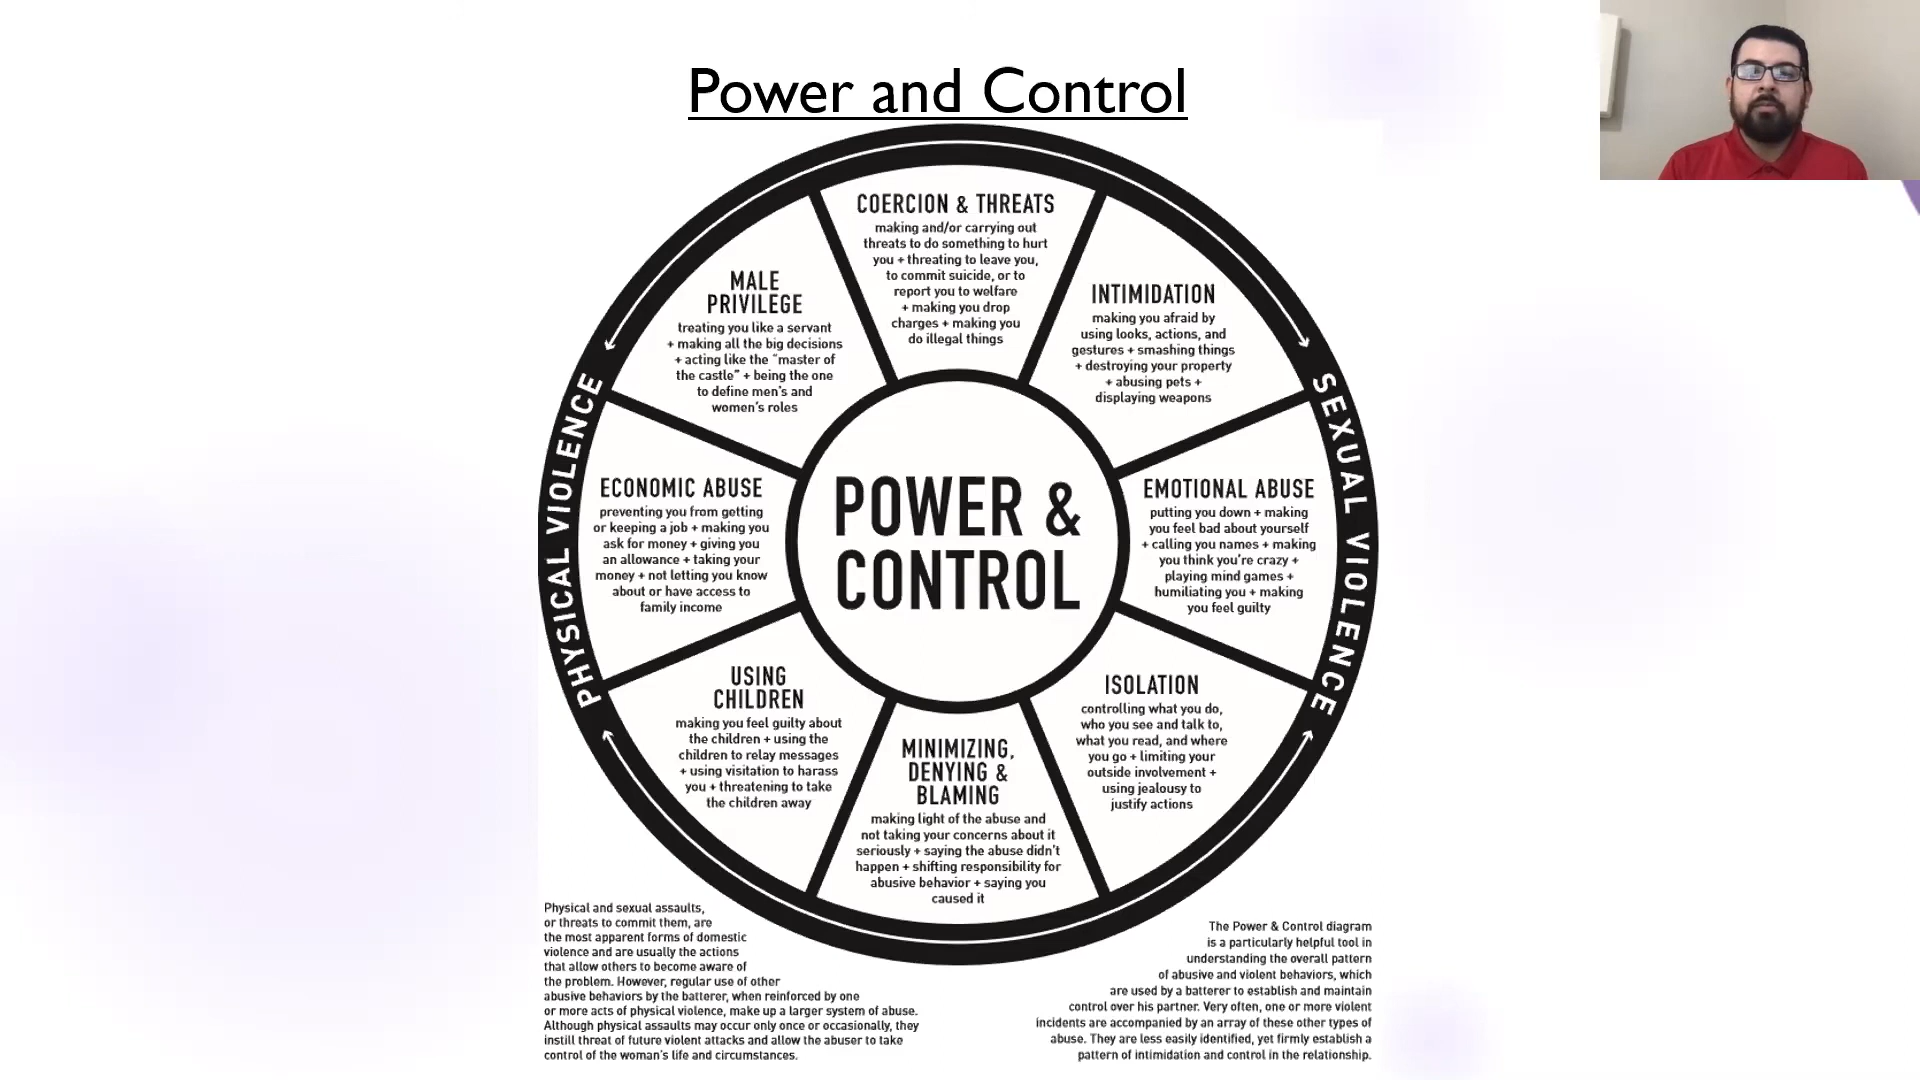 Power and Control
COERCION & THREATS
making and/or carrying out
threats to do something to hurt
you + threating to leave you,
to commit suicide, or to
report you to welfare
+ making you drop
charges + making you
do illegal things
INTIMIDATION
making you afraid by
using looks, actions, and
gestures + smashing things
+ destroying your property
+ abusing pets +
displaying weapons
EMOTIONAL ABUSE
putting you down + making
you feel bad about yourself
+ calling you names + making
you think you're crazy +
playing mind games +
humiliating you + making
you feel guilty
ISOLATION
controlling what you do,
who you see and talk to,
what you read, and where
you go + limiting your
outside involvement +
using jealousy to
justify actions
MINIMIZING,
DENYING &
BLAMING
making light of the abuse and
not taking your concerns about it
seriously + saying the abuse didn't
happen + shifting responsibility for
abusive behavior + saying you
caused it
USING
CHILDREN
making you feel guilty about
the children + using the
children to relay messages
+ using visitation to harass
you + threatening to take
the children away
ECONOMIC ABUSE
preventing you from getting
or keeping a job + making you
ask for money + giving you
an allowance + taking your
money + not letting you know
about or have access to
family income
MALE
PRIVILEGE
treating you like a servant
+ making all the big decisions
+ acting like the "master of
the castle" + being the one
to define men's and
women's roles
POWER &
CONTROL
PHYSICAL VIOLENCE
SEXUAL VIOLENCE
Physical and sexual assaults,
or threats to commit them, are
the most apparent forms of domestic
violence and are usually the actions
that allow others to become aware of
the problem. However, regular use of other
abusive behaviors by the batterer, when reinforced by one
or more acts of physical violence, make up a larger system of abuse.
Although physical assaults may occur only once or occasionally, they
instill threat of future violent attacks and allow the abuser to take
control of the woman's life and circumstances.
The Power & Control diagram
is a particularly helpful tool in
understanding the overall pattern
of abusive and violent behaviors, which
are used by a batterer to establish and maintain
control over his partner. Very often, one or more violent
incidents are accompanied by an array of these other types of
abuse. They are less easily identified, yet firmly establish a
pattern of intimidation and control in the relationship.